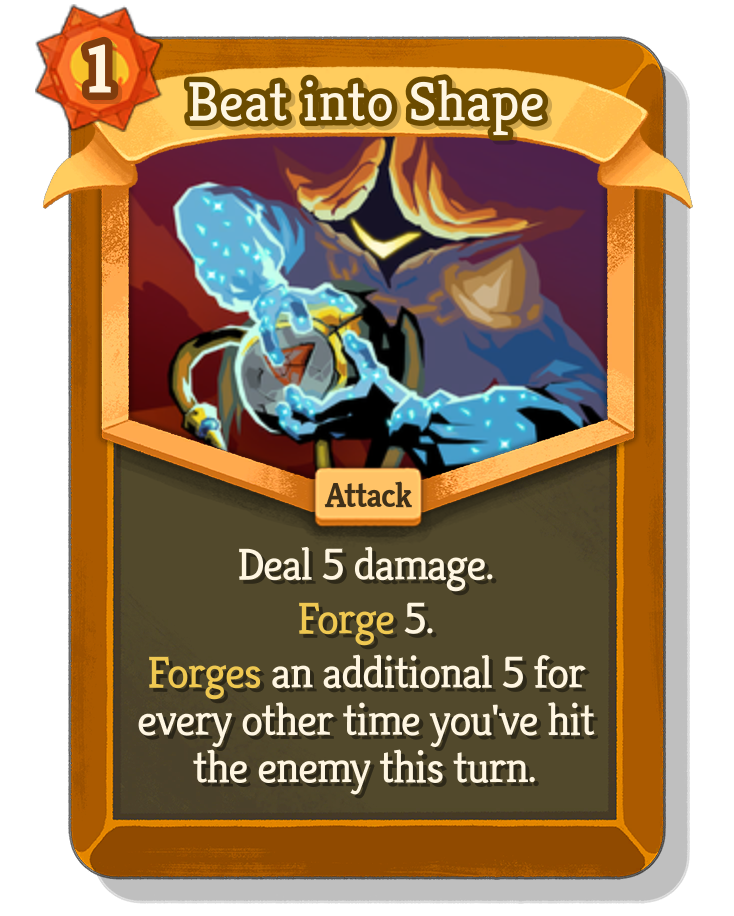 1
Beat into Shape
Attack
Deal 5 damage.
Forge 5.
Forges an additional 5 for
every other time you've hit
the enemy this turn.